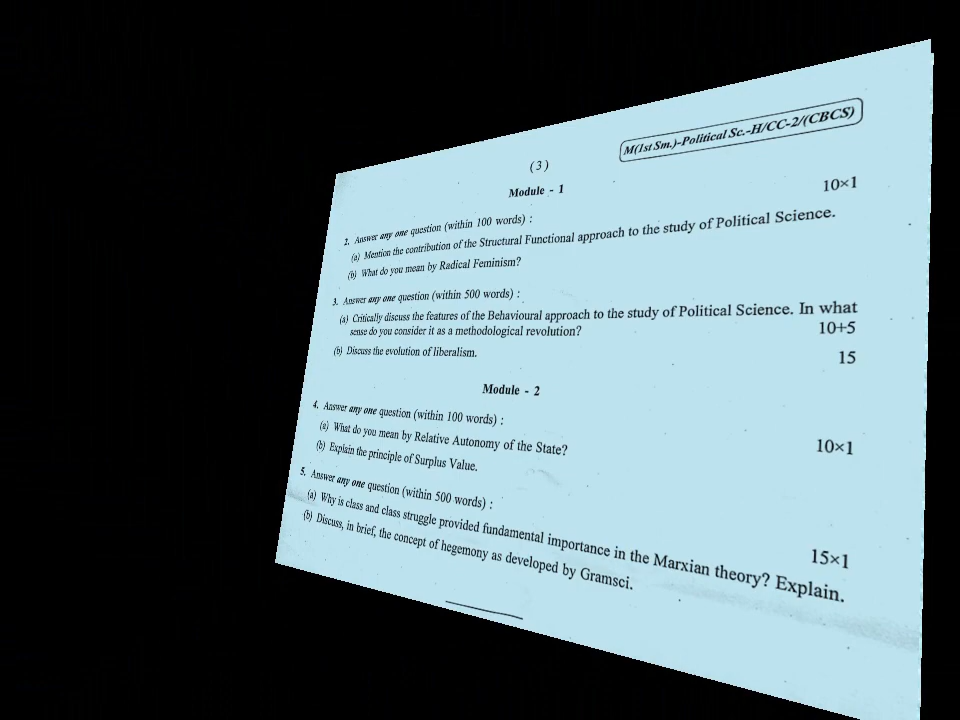 M(1st Sm.)-Political Sc.-H/CC-2/(CBCS)
(3)
Module - 1
2. Answer any one question (within 100 words) : 10×1
(a) Mention the contribution of the Structural Functional approach to the study of Political Science.
(b) What do you mean by Radical Feminism?
3. Answer any one question (within 500 words) :
(a) Critically discuss the features of the Behavioural approach to the study of Political Science. In what
sense do you consider it as a methodological revolution? 10+5
(b) Discuss the evolution of liberalism. 15
Module - 2
4. Answer any one question (within 100 words) : 10×1
(a) What do you mean by Relative Autonomy of the State?
(b) Explain the principle of Surplus Value.
5. Answer any one question (within 500 words) : 15×1
(a) Why is class and class struggle provided fundamental importance in the Marxian theory? Explain.
(b) Discuss, in brief, the concept of hegemony as developed by Gramsci.